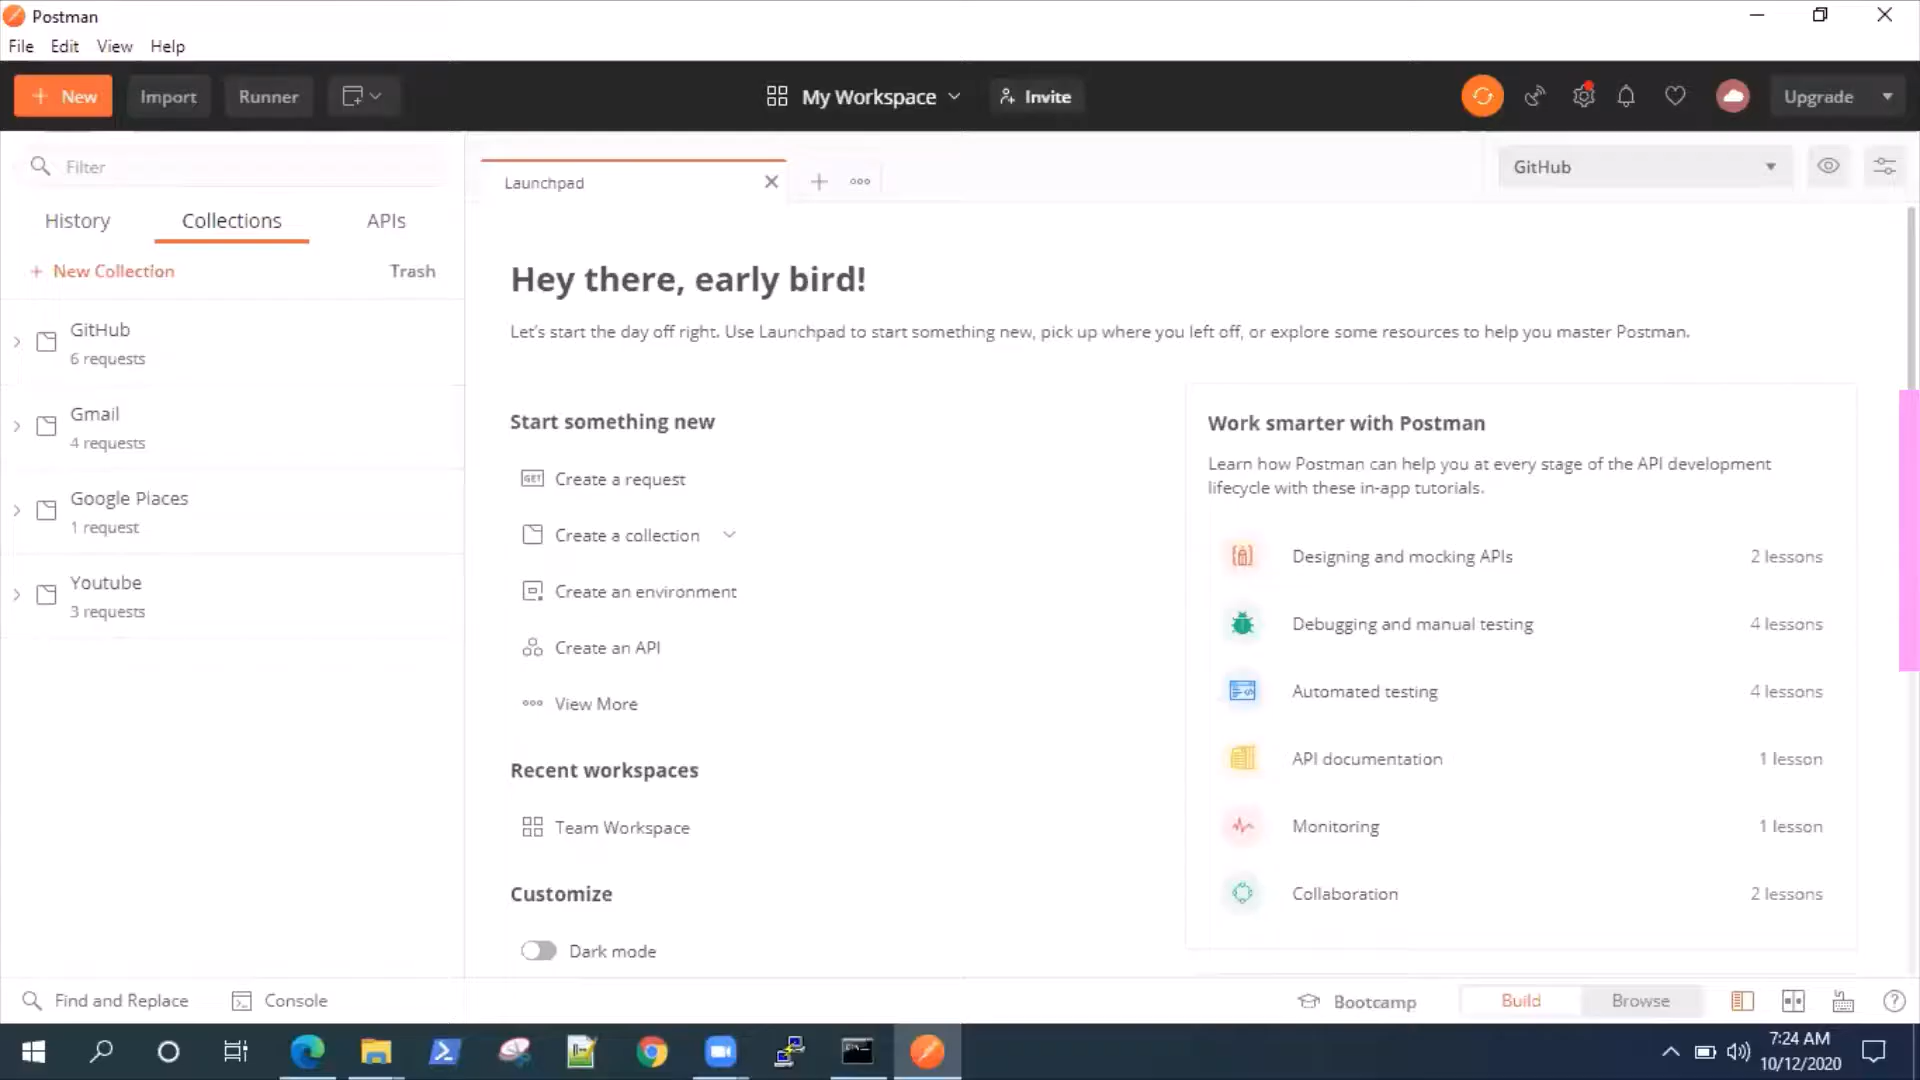 Postman
File Edit View Help
+ New Import Runner My Workspace Invite Upgrade
Filter
Launchpad
GitHub
History Collections APIs
+ New Collection Trash
GitHub
6 requests
Gmail
4 requests
Google Places
1 request
Youtube
3 requests
Hey there, early bird!
Let's start the day off right. Use Launchpad to start something new, pick up where you left off, or explore some resources to help you master Postman.
Start something new
GET Create a request
Create a collection
Create an environment
Create an API
View More
Recent workspaces
Team Workspace
Customize
Dark mode
Work smarter with Postman
Learn how Postman can help you at every stage of the API development
lifecycle with these in-app tutorials.
Designing and mocking APIs 2 lessons
Debugging and manual testing 4 lessons
Automated testing 4 lessons
API documentation 1 lesson
Monitoring 1 lesson
Collaboration 2 lessons
Find and Replace Console Bootcamp Build Browse
7:24 AM
10/12/2020